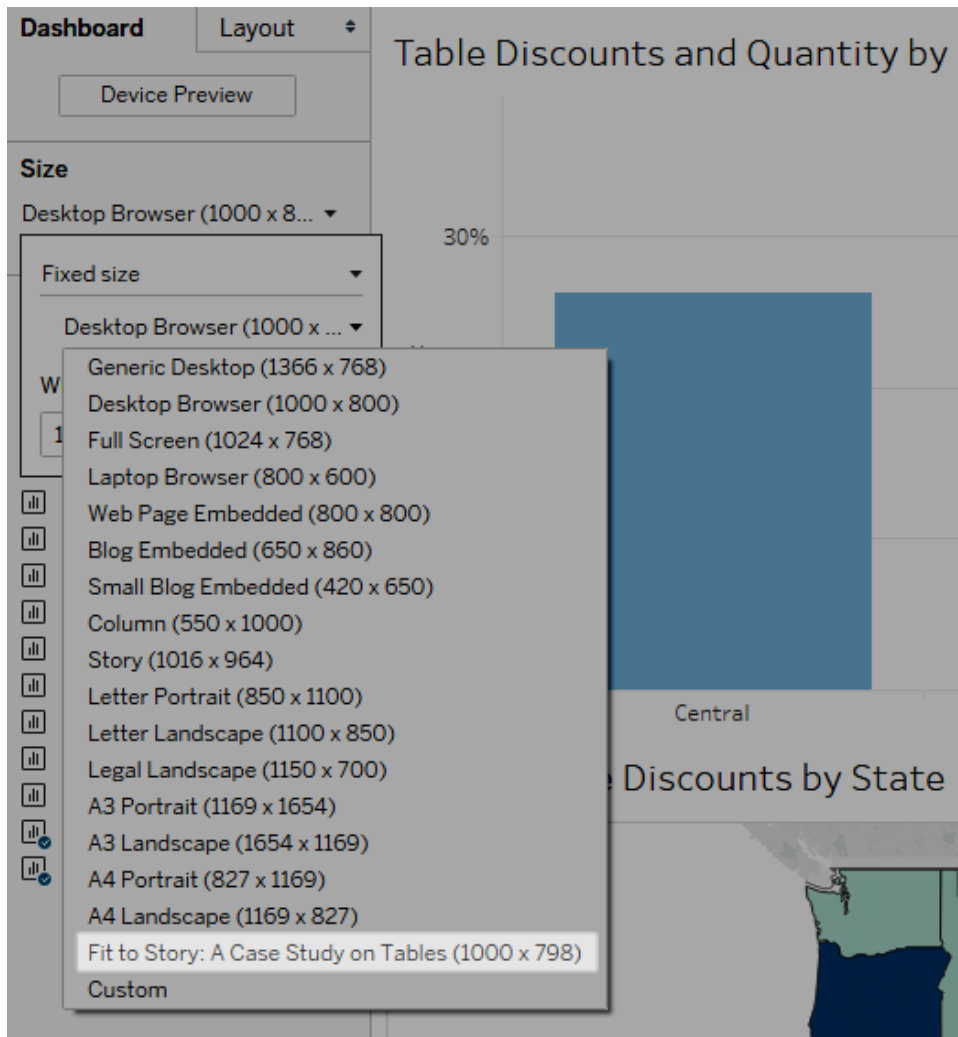 Dashboard
Layout
Device Preview
Size
Desktop Browser (1000 x 8...
Fixed size
Desktop Browser (1000 x ...
Generic Desktop (1366 x 768)
Desktop Browser (1000 x 800)
Full Screen (1024 x 768)
Laptop Browser (800 x 600)
Web Page Embedded (800 x 800)
Blog Embedded (650 x 860)
Small Blog Embedded (420 x 650)
Column (550 x 1000)
Story (1016 x 964)
Letter Portrait (850 x 1100)
Letter Landscape (1100 x 850)
Legal Landscape (1150 x 700)
A3 Portrait (1169 x 1654)
A3 Landscape (1654 x 1169)
A4 Portrait (827 x 1169)
A4 Landscape (1169 x 827)
Fit to Story: A Case Study on Tables (1000 x 798)
Custom
Table Discounts and Quantity by
30%
Central
Discounts by State